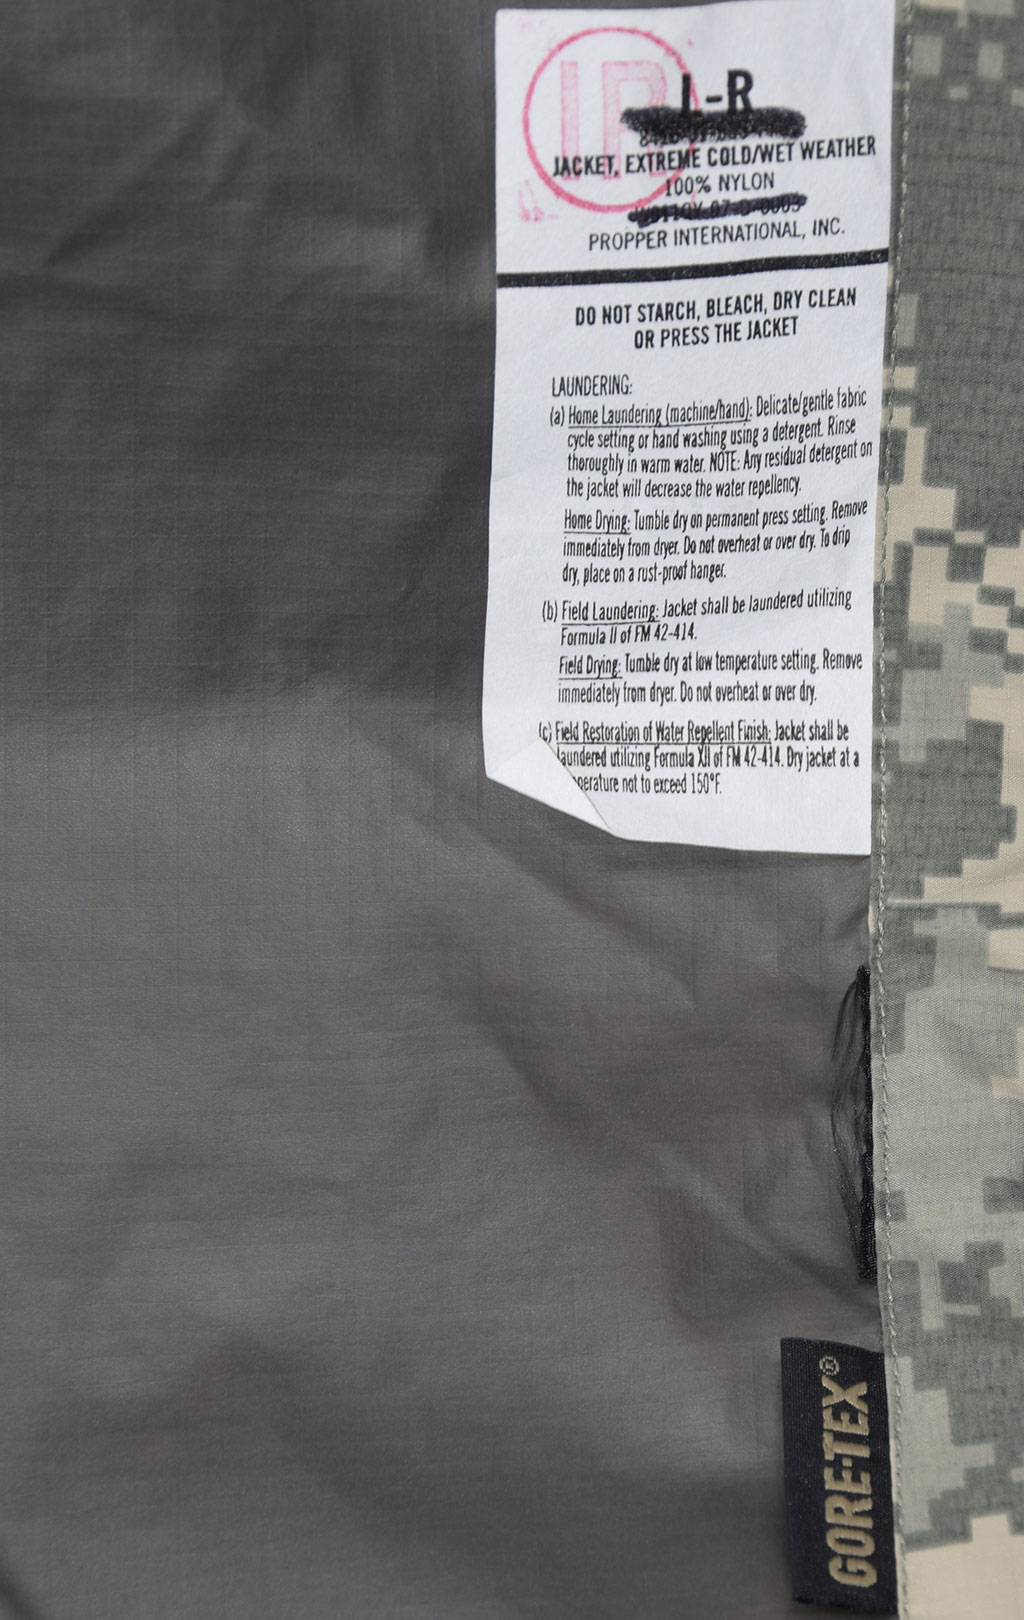 IR
L-R
JACKET, EXTREME COLD/WET WEATHER
100% NYLON
W911QY-07-D-0003
PROPPER INTERNATIONAL, INC.
DO NOT STARCH, BLEACH, DRY CLEAN
OR PRESS THE JACKET
LAUNDERING:
(a) Home Laundering (machine/hand): Delicate/gentle fabric
cycle setting or hand washing using a detergent. Rinse
thoroughly in warm water. NOTE: Any residual detergent on
the jacket will decrease the water repellency.
Home Drying: Tumble dry on permanent press setting. Remove
immediately from dryer. Do not overheat or over dry. To drip
dry, place on a rust-proof hanger.
(b) Field Laundering: Jacket shall be laundered utilizing
Formula II of FM 42-414.
Field Drying: Tumble dry at low temperature setting. Remove
immediately from dryer. Do not overheat or over dry.
(c) Field Restoration of Water Repellent Finish: Jacket shall be
laundered utilizing Formula XII of FM 42-414. Dry jacket at a
perature not to exceed 150°F.
GORE-TEX®